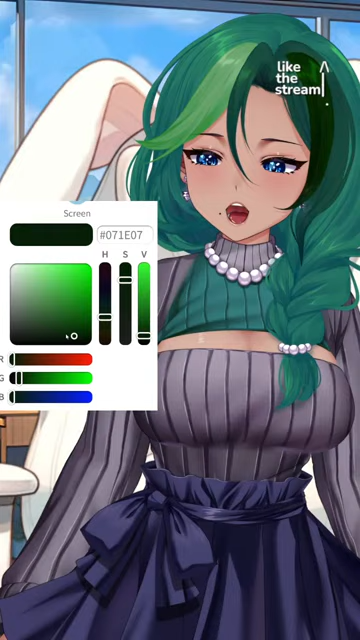 like
the
stream
Screen
#071E07
H S V
R
G
B